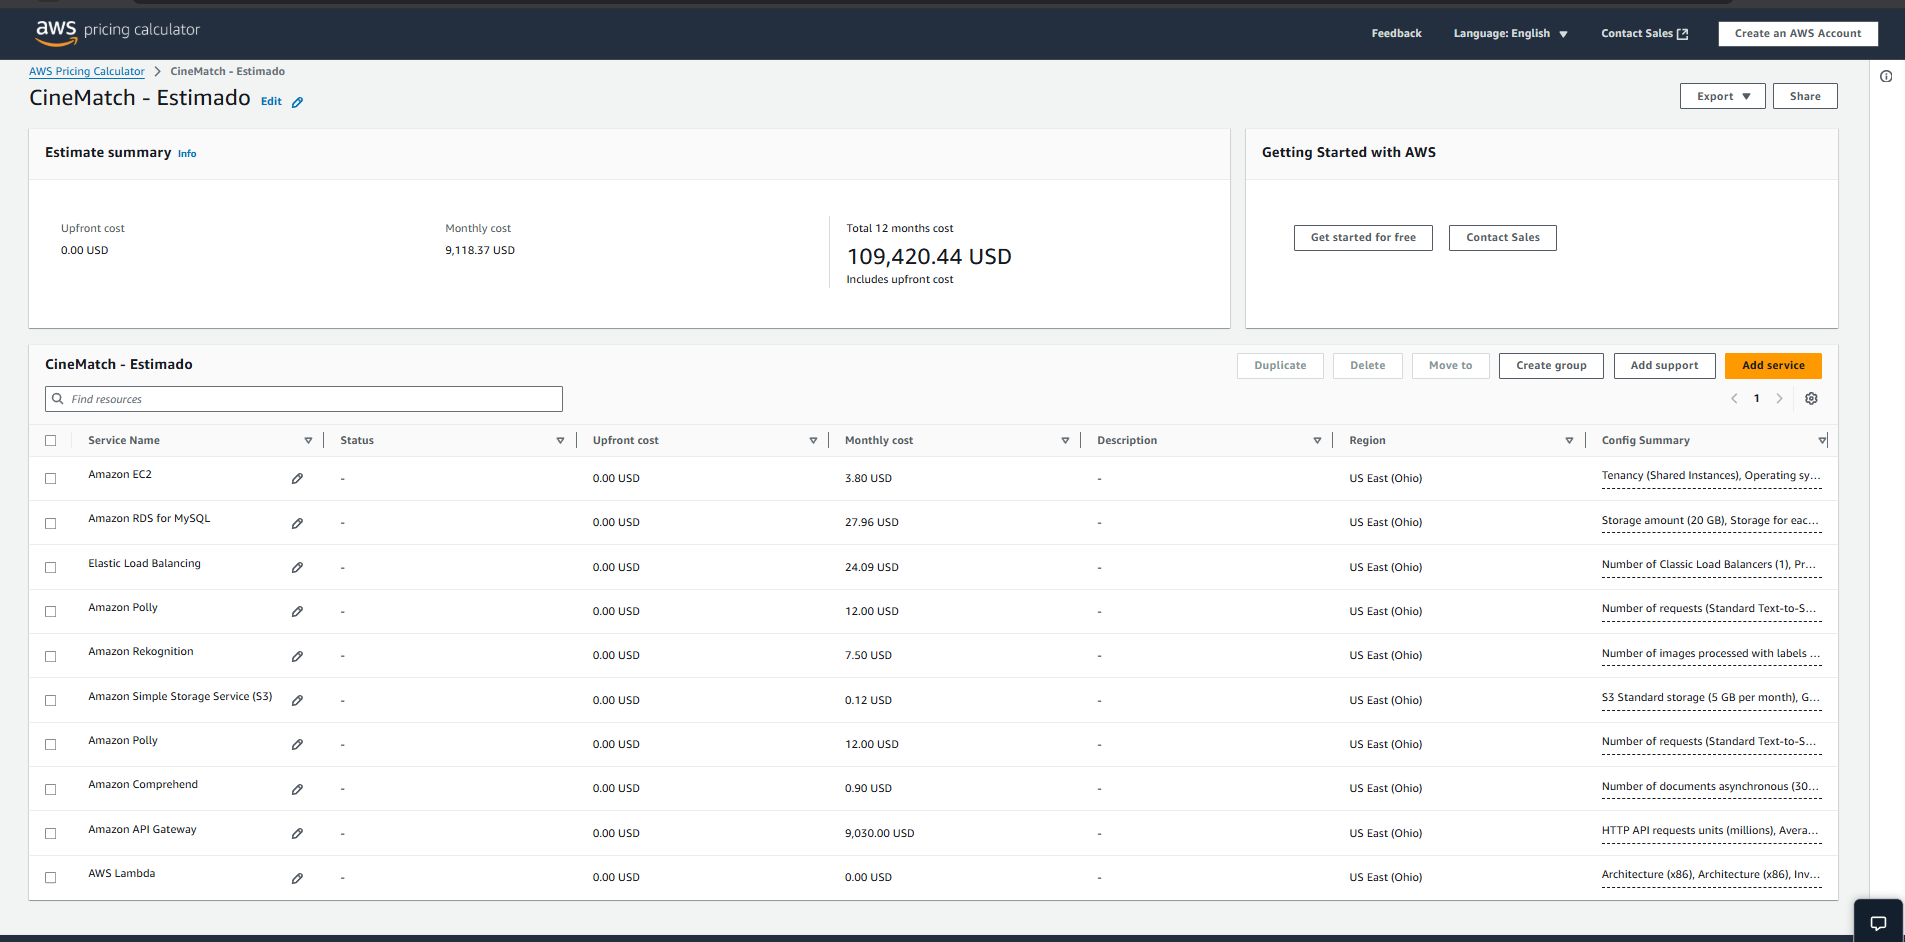 aws pricing calculator
Feedback
Language: English
Contact Sales
Create an AWS Account
AWS Pricing Calculator
CineMatch - Estimado
CineMatch - Estimado
Edit
Export
Share
Estimate summary
Info
Upfront cost
0.00 USD
Monthly cost
9,118.37 USD
Total 12 months cost
109,420.44 USD
Includes upfront cost
Getting Started with AWS
Get started for free
Contact Sales
CineMatch - Estimado
Duplicate
Delete
Move to
Create group
Add support
Add service
Find resources
1
Service Name Status Upfront cost Monthly cost Description Region Config Summary
Amazon EC2 - 0.00 USD 3.80 USD - US East (Ohio) Tenancy (Shared Instances), Operating sy...
Amazon RDS for MySQL - 0.00 USD 27.96 USD - US East (Ohio) Storage amount (20 GB), Storage for eac...
Elastic Load Balancing - 0.00 USD 24.09 USD - US East (Ohio) Number of Classic Load Balancers (1), Pr...
Amazon Polly - 0.00 USD 12.00 USD - US East (Ohio) Number of requests (Standard Text-to-S...
Amazon Rekognition - 0.00 USD 7.50 USD - US East (Ohio) Number of images processed with labels ...
Amazon Simple Storage Service (S3) - 0.00 USD 0.12 USD - US East (Ohio) S3 Standard storage (5 GB per month), G...
Amazon Polly - 0.00 USD 12.00 USD - US East (Ohio) Number of requests (Standard Text-to-S...
Amazon Comprehend - 0.00 USD 0.90 USD - US East (Ohio) Number of documents asynchronous (30...
Amazon API Gateway - 0.00 USD 9,030.00 USD - US East (Ohio) HTTP API requests units (millions), Avera...
AWS Lambda - 0.00 USD 0.00 USD - US East (Ohio) Architecture (x86), Architecture (x86), Inv...